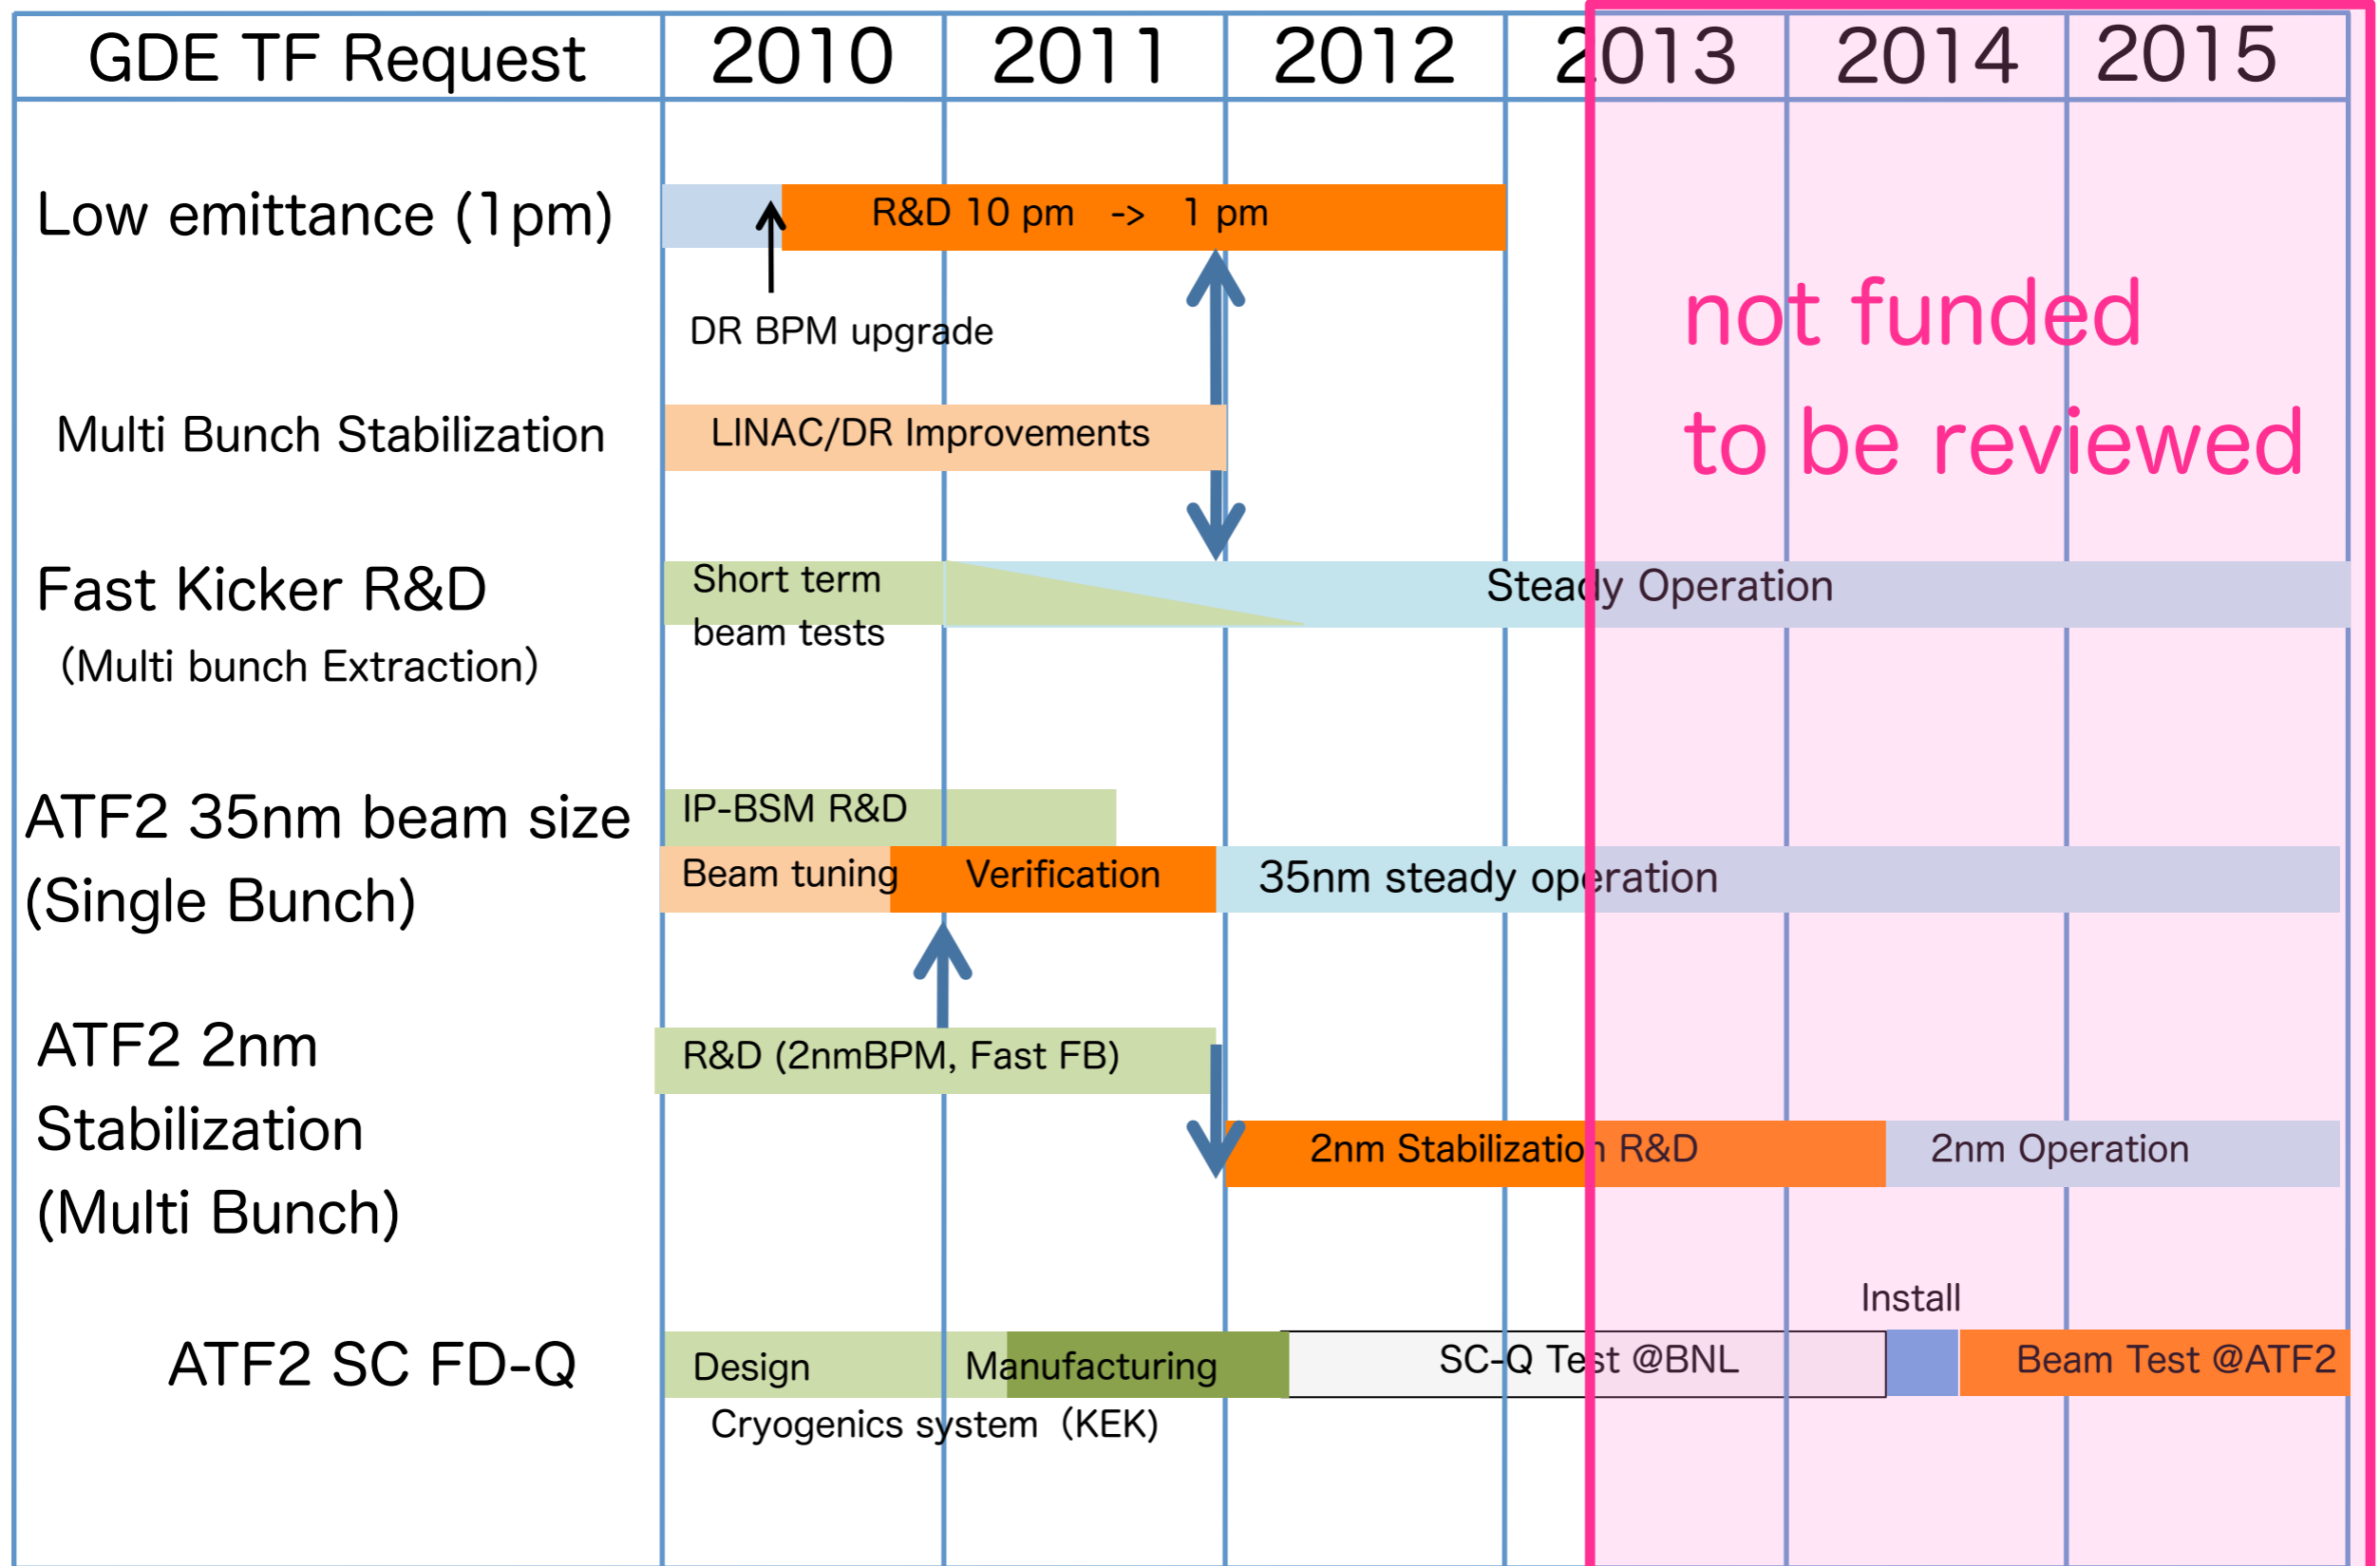 GDE TF Request 2010 2011 2012 2013 2014 2015
Low emittance (1pm)
R&D 10 pm -> 1 pm
DR BPM upgrade
not funded
to be reviewed
Multi Bunch Stabilization
LINAC/DR Improvements
Fast Kicker R&D
(Multi bunch Extraction)
Short term
beam tests
Steady Operation
ATF2 35nm beam size
(Single Bunch)
IP-BSM R&D
Beam tuning
Verification
35nm steady operation
ATF2 2nm
Stabilization
(Multi Bunch)
R&D (2nmBPM, Fast FB)
2nm Stabilization R&D
2nm Operation
Install
ATF2 SC FD-Q
Design
Manufacturing
SC-Q Test @BNL
Beam Test @ATF2
Cryogenics system (KEK)